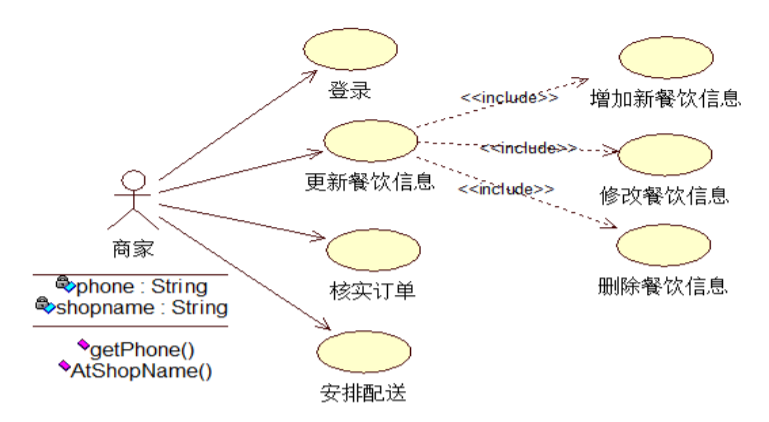 登录
<<include>>
增加新餐饮信息
更新餐饮信息
<<include>>
修改餐饮信息
<<include>>
商家
核实订单
删除餐饮信息
phone : String
shopname : String
getPhone()
AtShopName()
安排配送